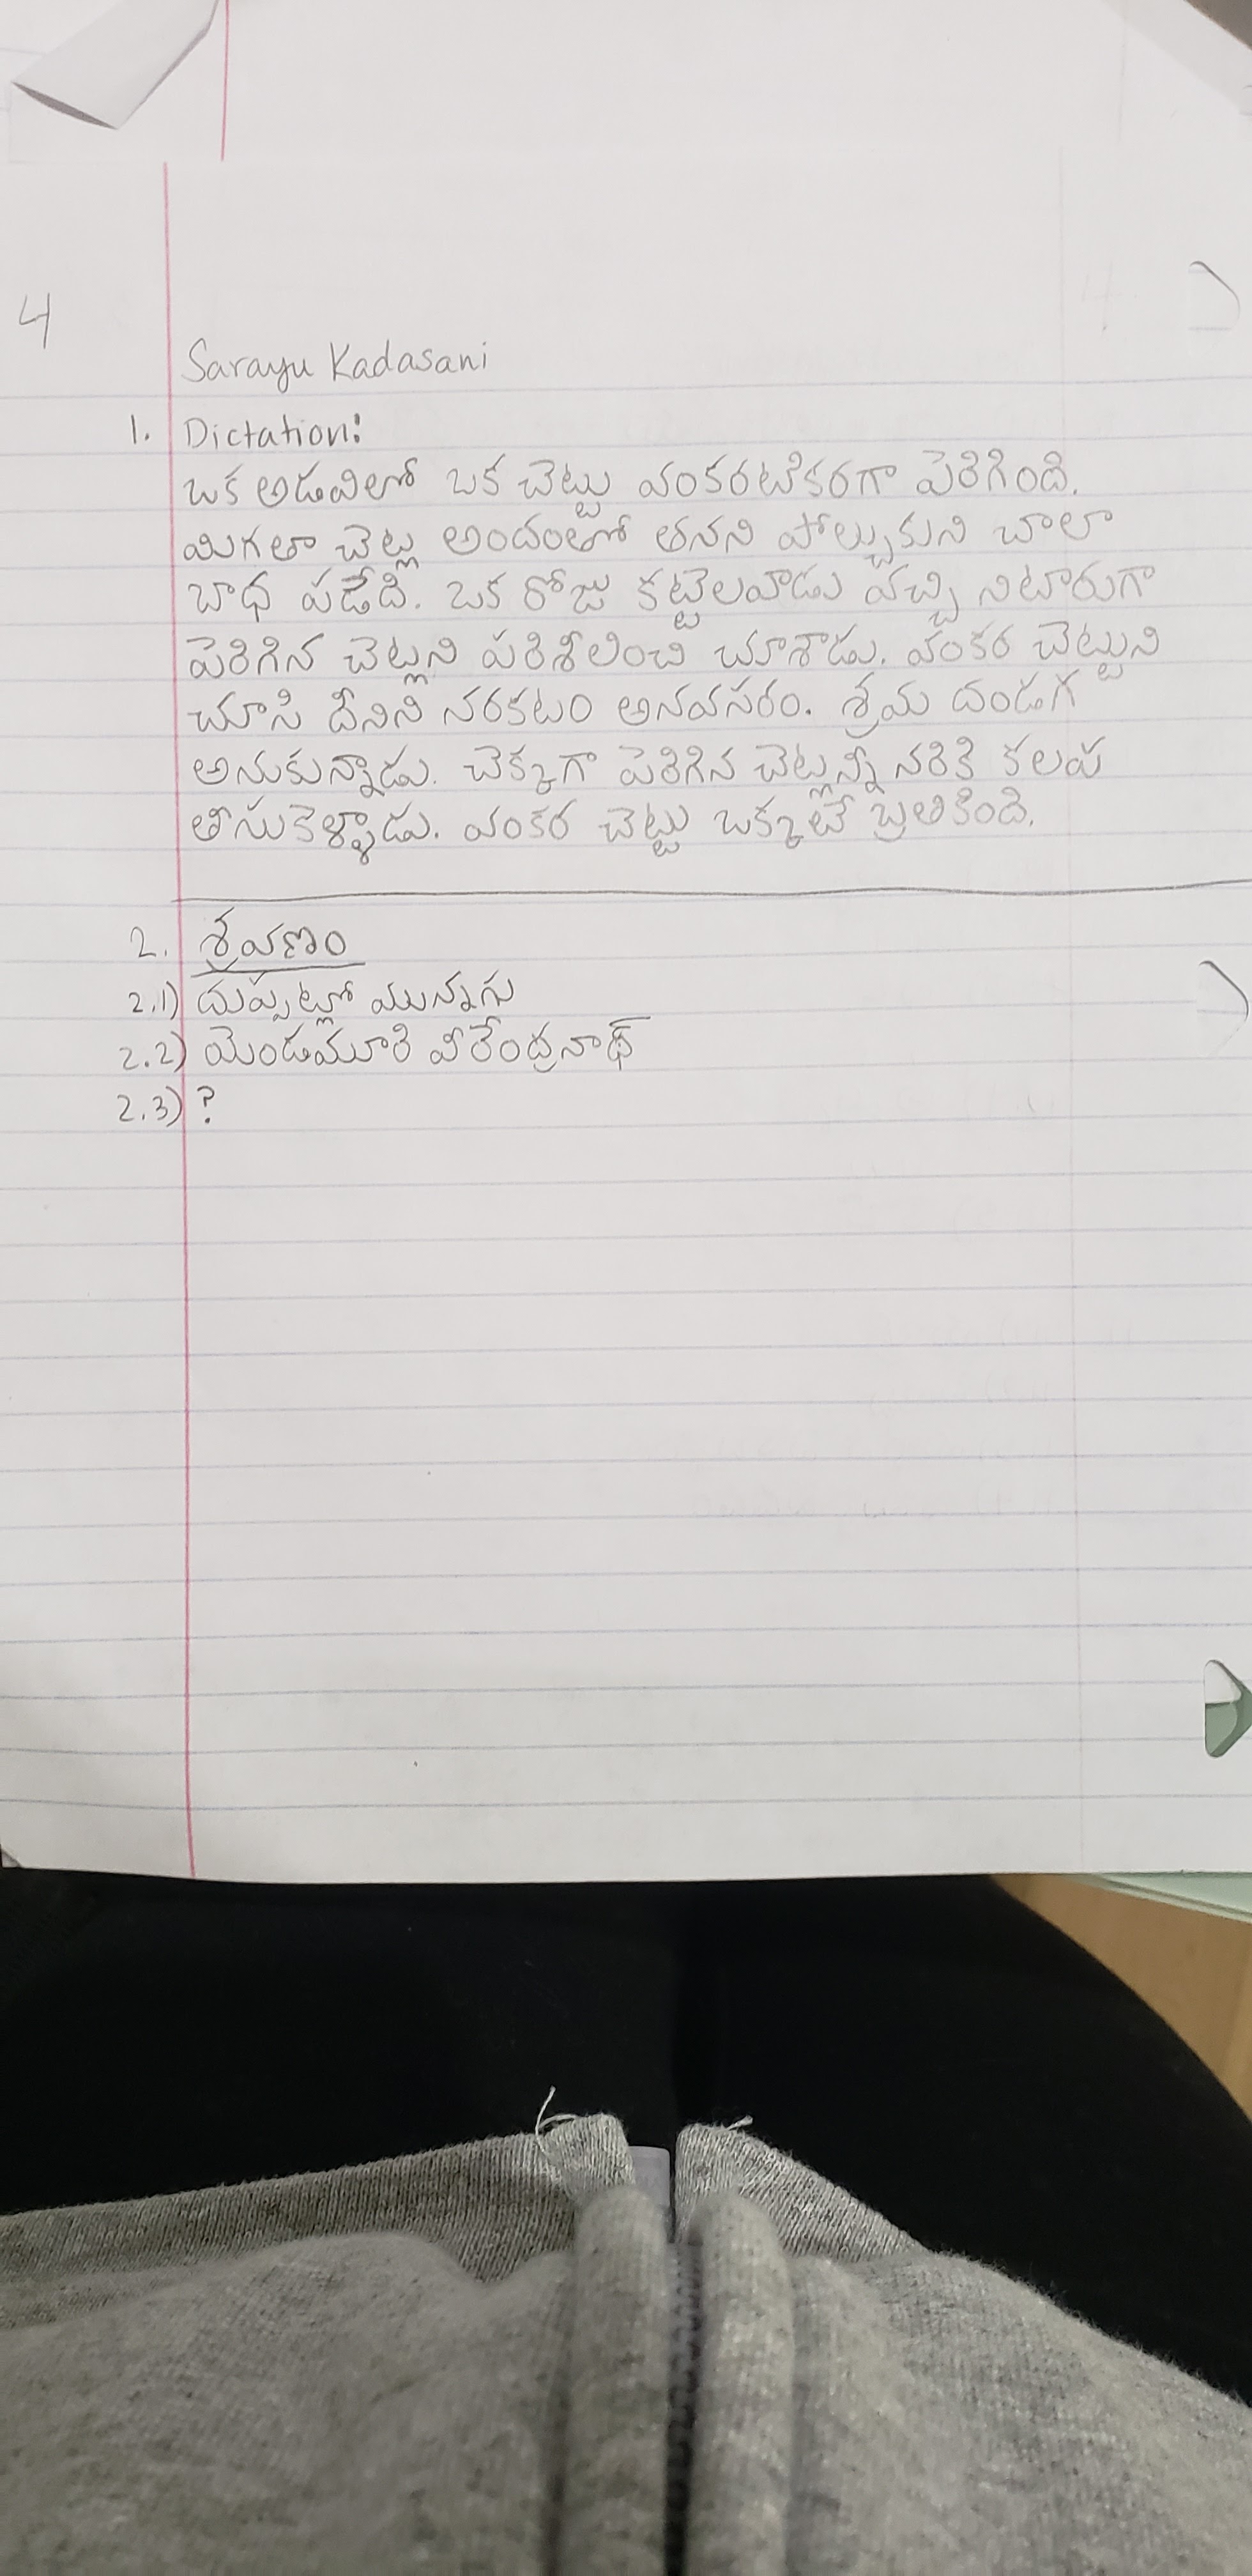 4
Sarayu Kadasani
1. Dictation:
ఒక అడవిలో ఒక చెట్టు వంకరటికరగా పెరిగింది.
మిగతా చెట్ల అందంతో తనని పోల్చుకుని చాలా
బాధ పడేది. ఒక రోజు కట్టెలవాడు వచ్చి నిటారుగా
పెరిగిన చెట్లని పరిశీలించి చూశాడు. వంకర చెట్టుని
చూసి దీనిని నరకటం అనవసరం. శ్రమ దండగ
అనుకున్నాడు. చెక్కగా పెరిగిన చెట్లన్నీ నరికి కలప
తీసుకెళ్ళాడు. వంకర చెట్టు ఒక్కటే బ్రతికింది.
2. శ్రవణం
2.1) దుప్పట్లో మున్నగు
2.2) యెండమూరి వీరేంద్రనాథ్
2.3) ?